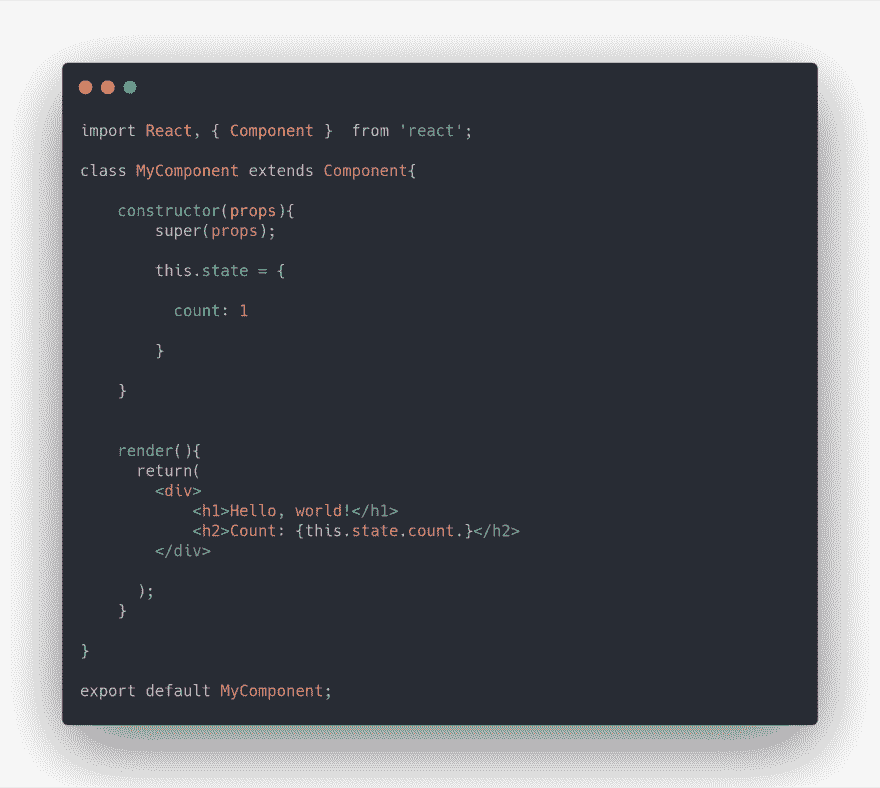 import React, { Component }  from 'react';
class MyComponent extends Component{
constructor(props){
super(props);
this.state = {
count: 1
}
}
render(){
return(
<div>
<h1>Hello, world!</h1>
<h2>Count: {this.state.count.}</h2>
</div>
);
}
}
export default MyComponent;